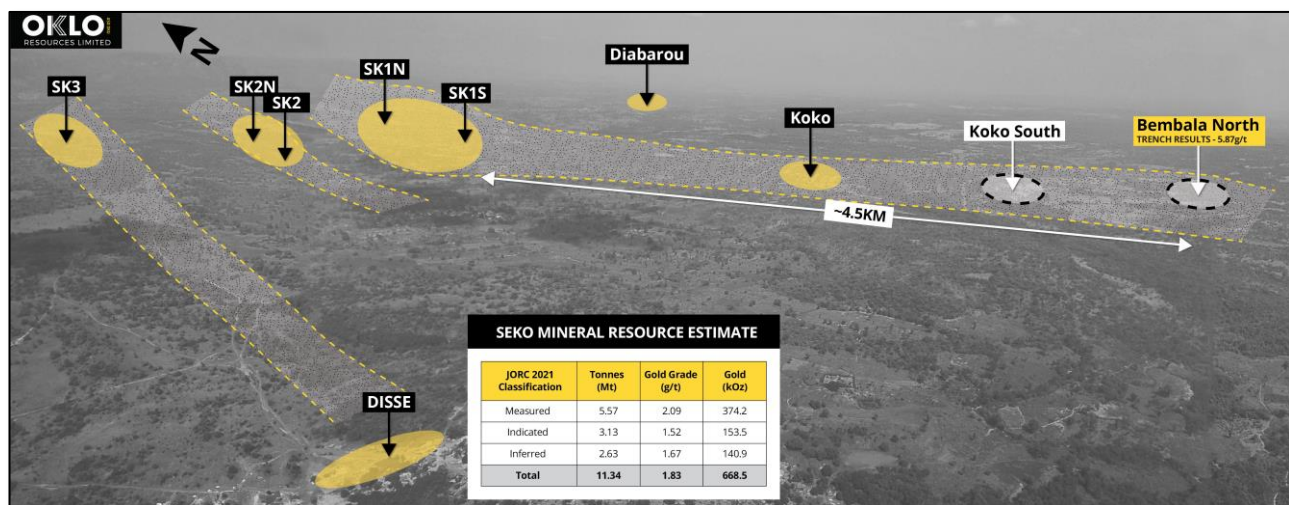 OKLO
RESOURCES LIMITED
N
SK3
SK2N
SK2
SK1N
SK1S
Diabarou
Koko
Koko South
Bembala North
TRENCH RESULTS - 5.87g/t
~4.5KM
DISSE
SEKO MINERAL RESOURCE ESTIMATE
JORC 2021 Classification Tonnes (Mt) Gold Grade (g/t) Gold (kOz)
Measured 5.57 2.09 374.2
Indicated 3.13 1.52 153.5
Inferred 2.63 1.67 140.9
Total 11.34 1.83 668.5